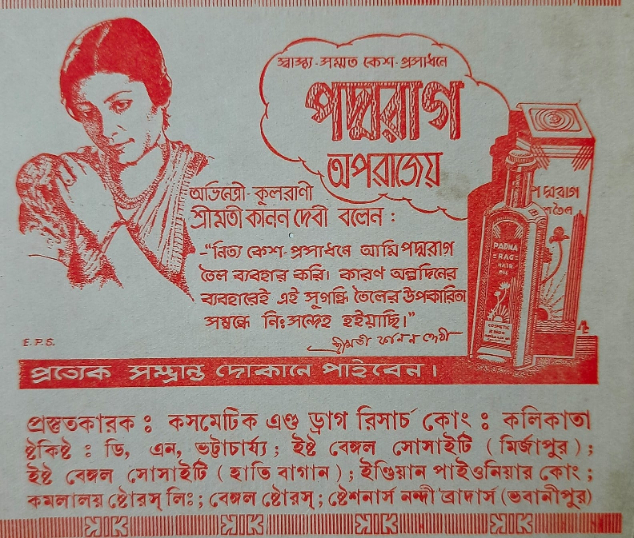 স্বাস্থ্য-সম্মত কেশ-প্রসাধনে
পদ্মরাগ
অপরাজেয়
অভিনেত্রী-কুলরাণী
শ্রীমতী কানন দেবী বলেন :
–"নিত্য কেশ-প্রসাধনে আমি পদ্মরাগ
তৈল ব্যবহার করি। কারণ অল্পদিনের
ব্যবহারেই এই সুগন্ধি তৈলের উপকারিতা
সম্বন্ধে নিঃসন্দেহ হইয়াছি।"
শ্রীমতী কানন দেবী
পদ্মরাগ
তৈল
PADMA
RAG
HAIR
OIL
COSMETIC
E.P.S.
প্রত্যেক সম্ভ্রান্ত দোকানে পাইবেন।
প্রস্তুতকারক : কসমেটিক এণ্ড ড্রাগ রিসার্চ কোং : কলিকাতা
ষ্টকিষ্ট : ডি, এন, ভট্টাচার্য্য ; ইষ্ট বেঙ্গল সোসাইটি ( মির্জাপুর ) ;
ইষ্ট বেঙ্গল সোসাইটি ( হাতি বাগান ) ; ইণ্ডিয়ান পাইওনিয়ার কোং ;
কমলালয় ষ্টোরস্ লিঃ ; বেঙ্গল ষ্টোরস্ ; ষ্টেশনার্স নন্দী ব্রাদার্স (ভবানীপুর)